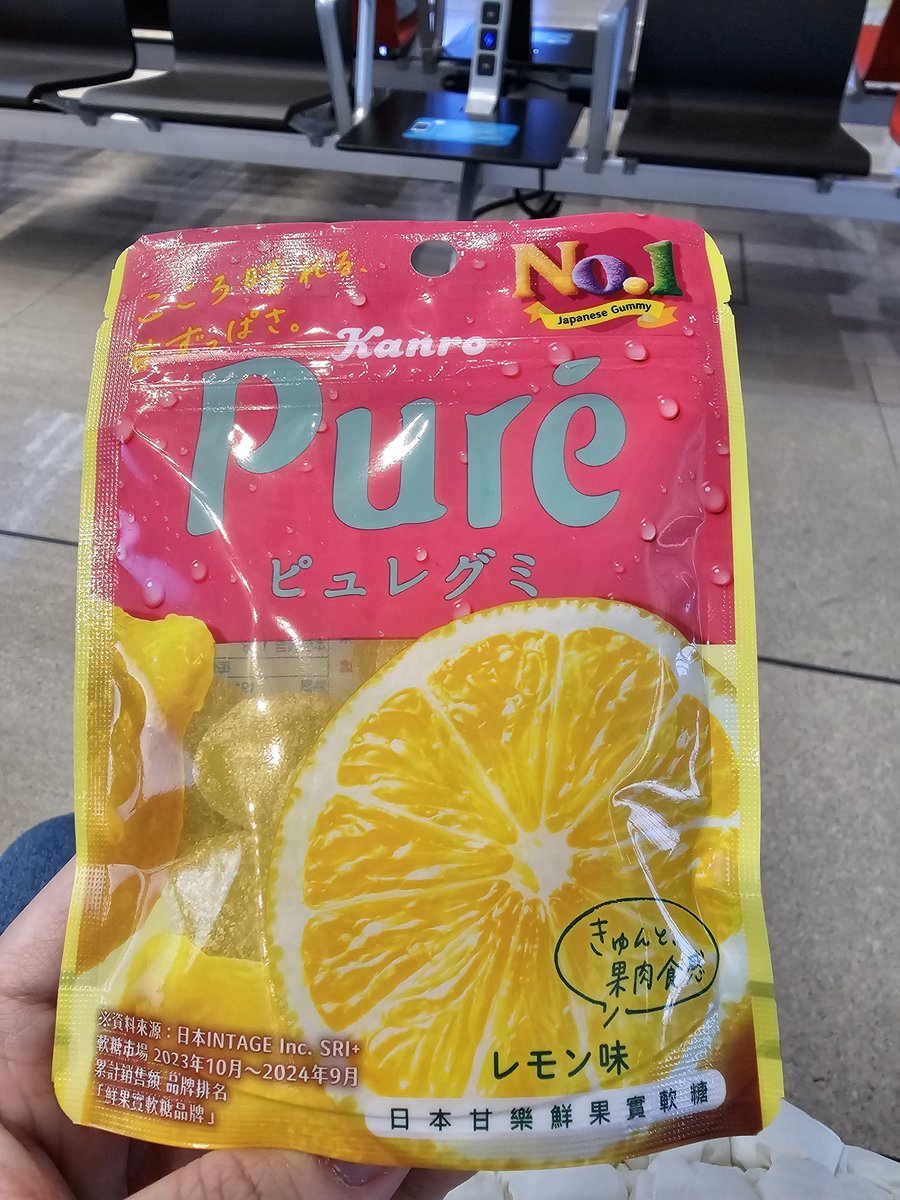 こころ晴れる、
甘ずっぱさ。
No.1
Japanese Gummy
Kanro
Puré
ピュレグミ
きゅんと、
果肉食感
レモン味
日本甘樂鮮果實軟糖
※資料來源：日本INTAGE Inc. SRI+
軟糖市場 2023年10月～2024年9月
累計銷售額 品牌排名
「鮮果實軟糖品牌」